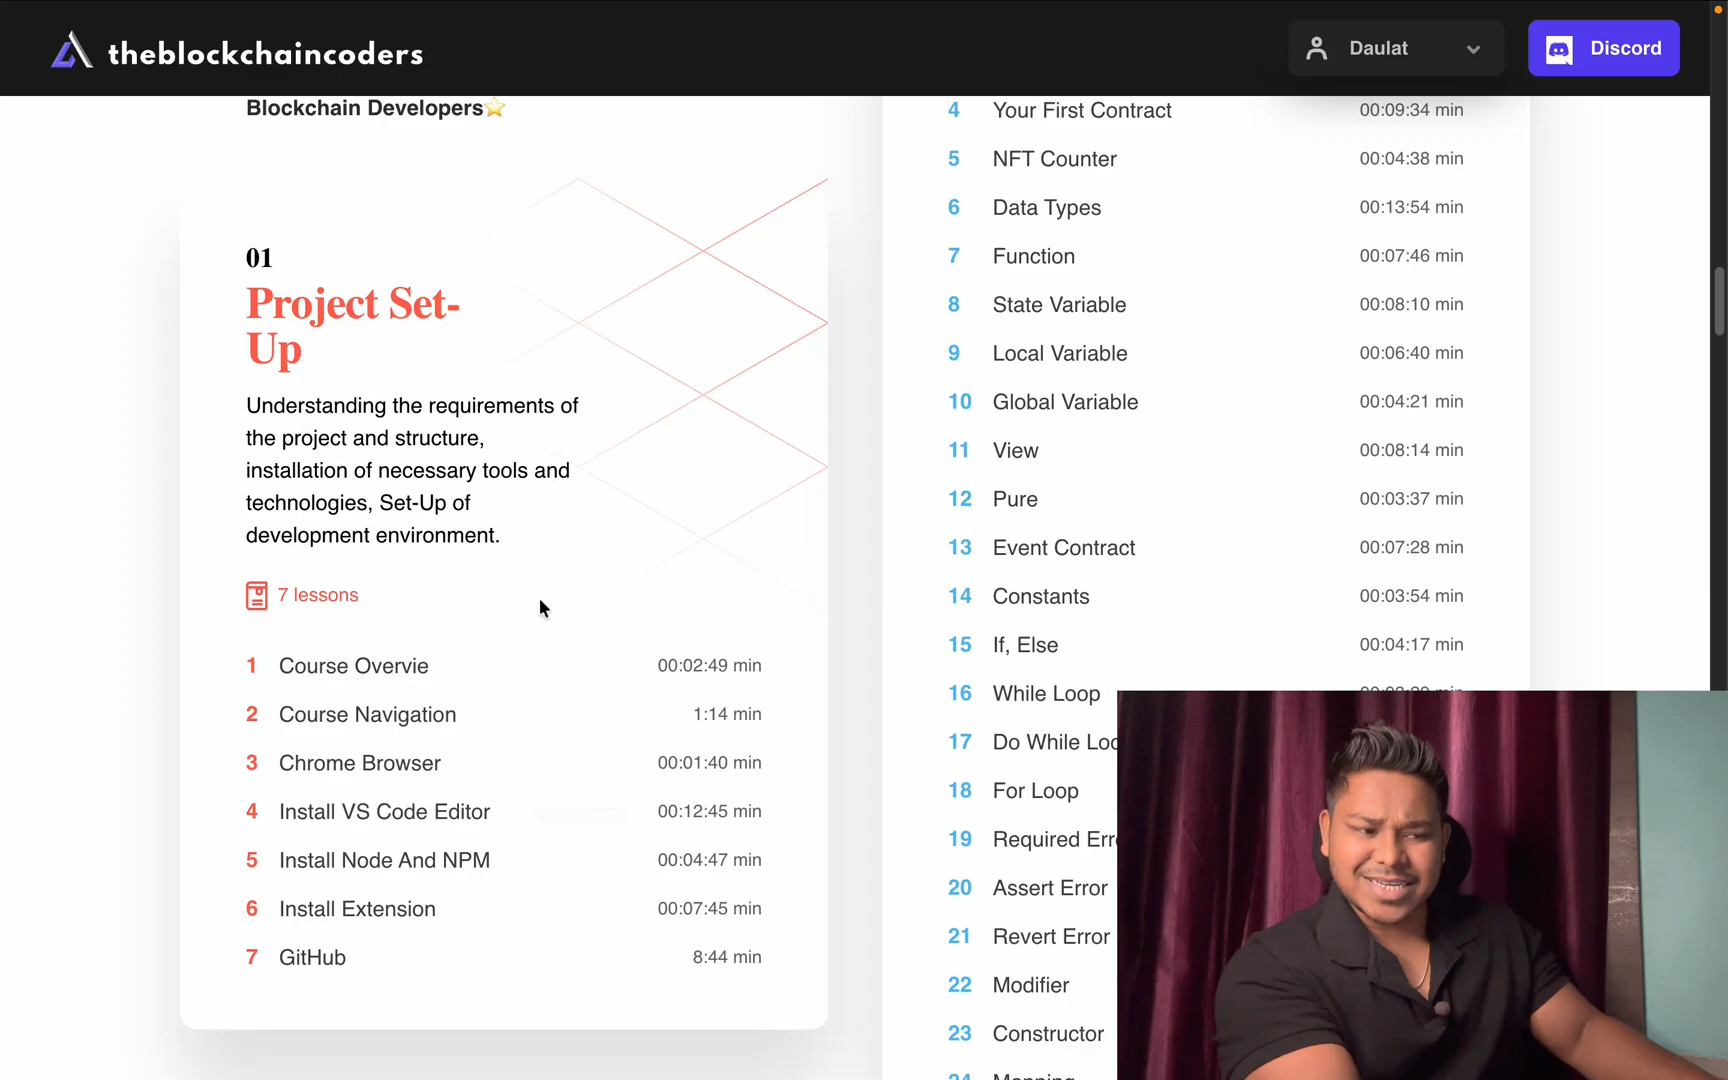 theblockchaincoders
Daulat
Discord
Blockchain Developers
01
Project Set-
Up
Understanding the requirements of
the project and structure,
installation of necessary tools and
technologies, Set-Up of
development environment.
7 lessons
1 Course Overvie 00:02:49 min
2 Course Navigation 1:14 min
3 Chrome Browser 00:01:40 min
4 Install VS Code Editor 00:12:45 min
5 Install Node And NPM 00:04:47 min
6 Install Extension 00:07:45 min
7 GitHub 8:44 min
4 Your First Contract 00:09:34 min
5 NFT Counter 00:04:38 min
6 Data Types 00:13:54 min
7 Function 00:07:46 min
8 State Variable 00:08:10 min
9 Local Variable 00:06:40 min
10 Global Variable 00:04:21 min
11 View 00:08:14 min
12 Pure 00:03:37 min
13 Event Contract 00:07:28 min
14 Constants 00:03:54 min
15 If, Else 00:04:17 min
16 While Loop
17 Do While Loo
18 For Loop
19 Required Err
20 Assert Error
21 Revert Error
22 Modifier
23 Constructor